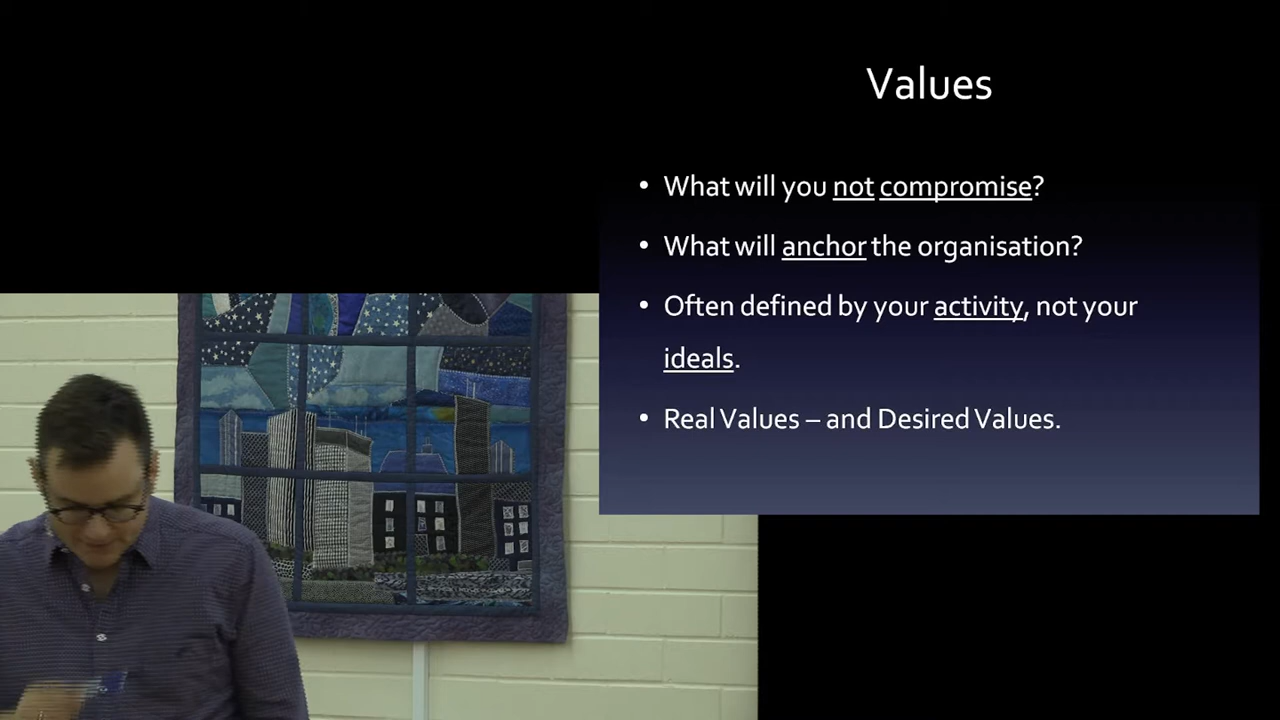 Values
• What will you not compromise?
• What will anchor the organisation?
• Often defined by your activity, not your
ideals.
• Real Values – and Desired Values.